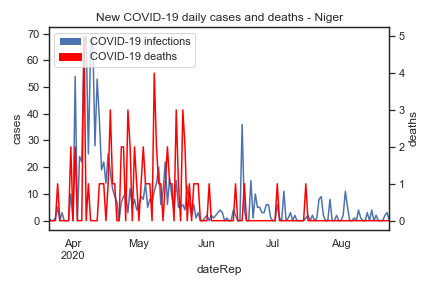 New COVID-19 daily cases and deaths - Niger
COVID-19 infections
COVID-19 deaths
70
60
50
40
30
20
10
0
cases
5
4
3
2
1
0
deaths
Apr
2020
May
Jun
Jul
Aug
dateRep